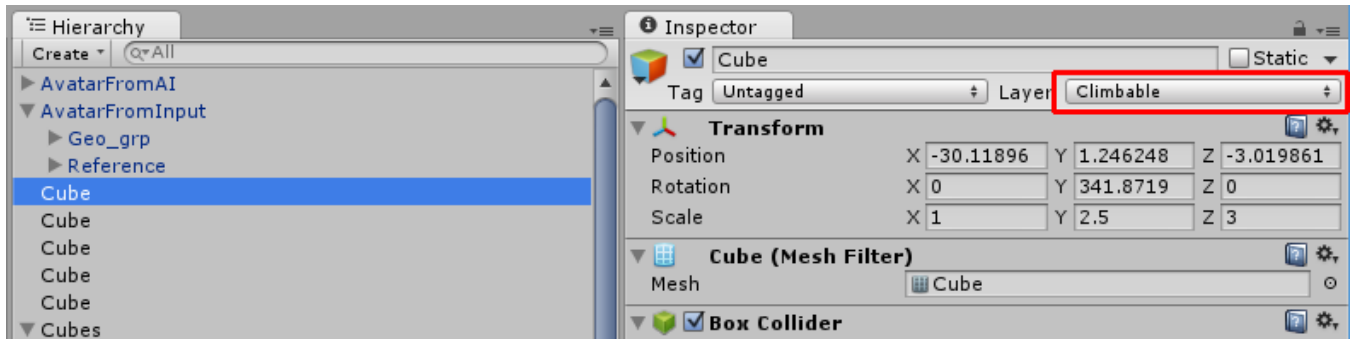 Hierarchy
Create All
AvatarFromAI
AvatarFromInput
Geo_grp
Reference
Cube
Cube
Cube
Cube
Cube
Cubes
Inspector
Cube Static
Tag Untagged Layer Climbable
Transform
Position X -30.11896 Y 1.246248 Z -3.019861
Rotation X 0 Y 341.8719 Z 0
Scale X 1 Y 2.5 Z 3
Cube (Mesh Filter)
Mesh Cube
Box Collider